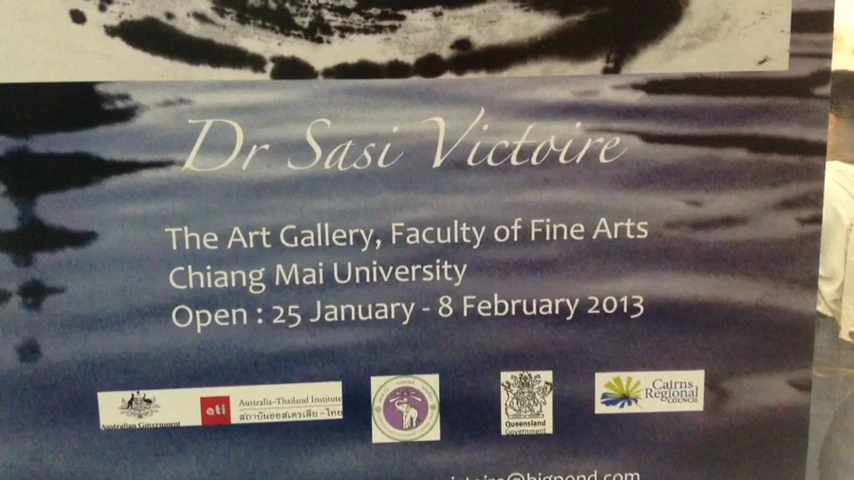 Dr Sasi Victoire
The Art Gallery, Faculty of Fine Arts
Chiang Mai University
Open : 25 January - 8 February 2013
Australian Government
ati
Australia-Thailand Institute
สถาบันออสเตรเลีย - ไทย
Queensland
Government
Cairns
Regional
COUNCIL
@bigpond.com